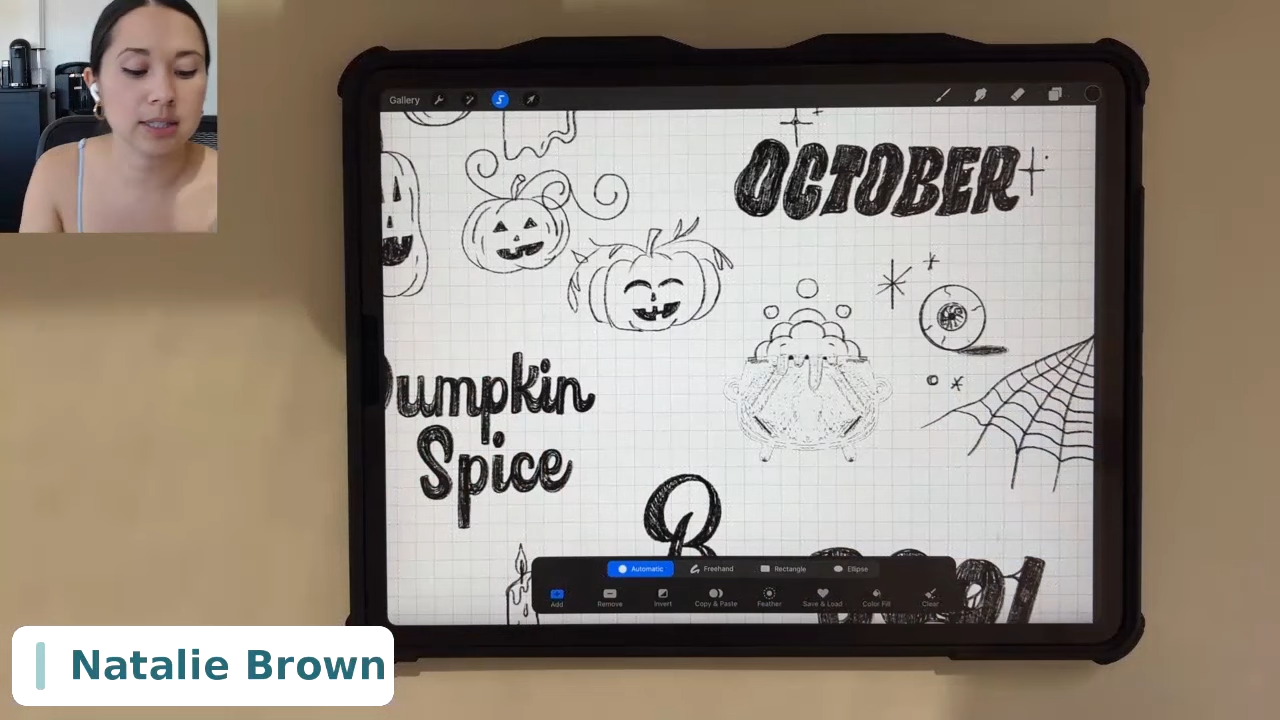 Gallery
OCTOBER
umpkin
Spice
B
Automatic
Freehand
Rectangle
Ellipse
Add
Remove
Invert
Copy & Paste
Feather
Save & Load
Color Fill
Clear
Natalie Brown